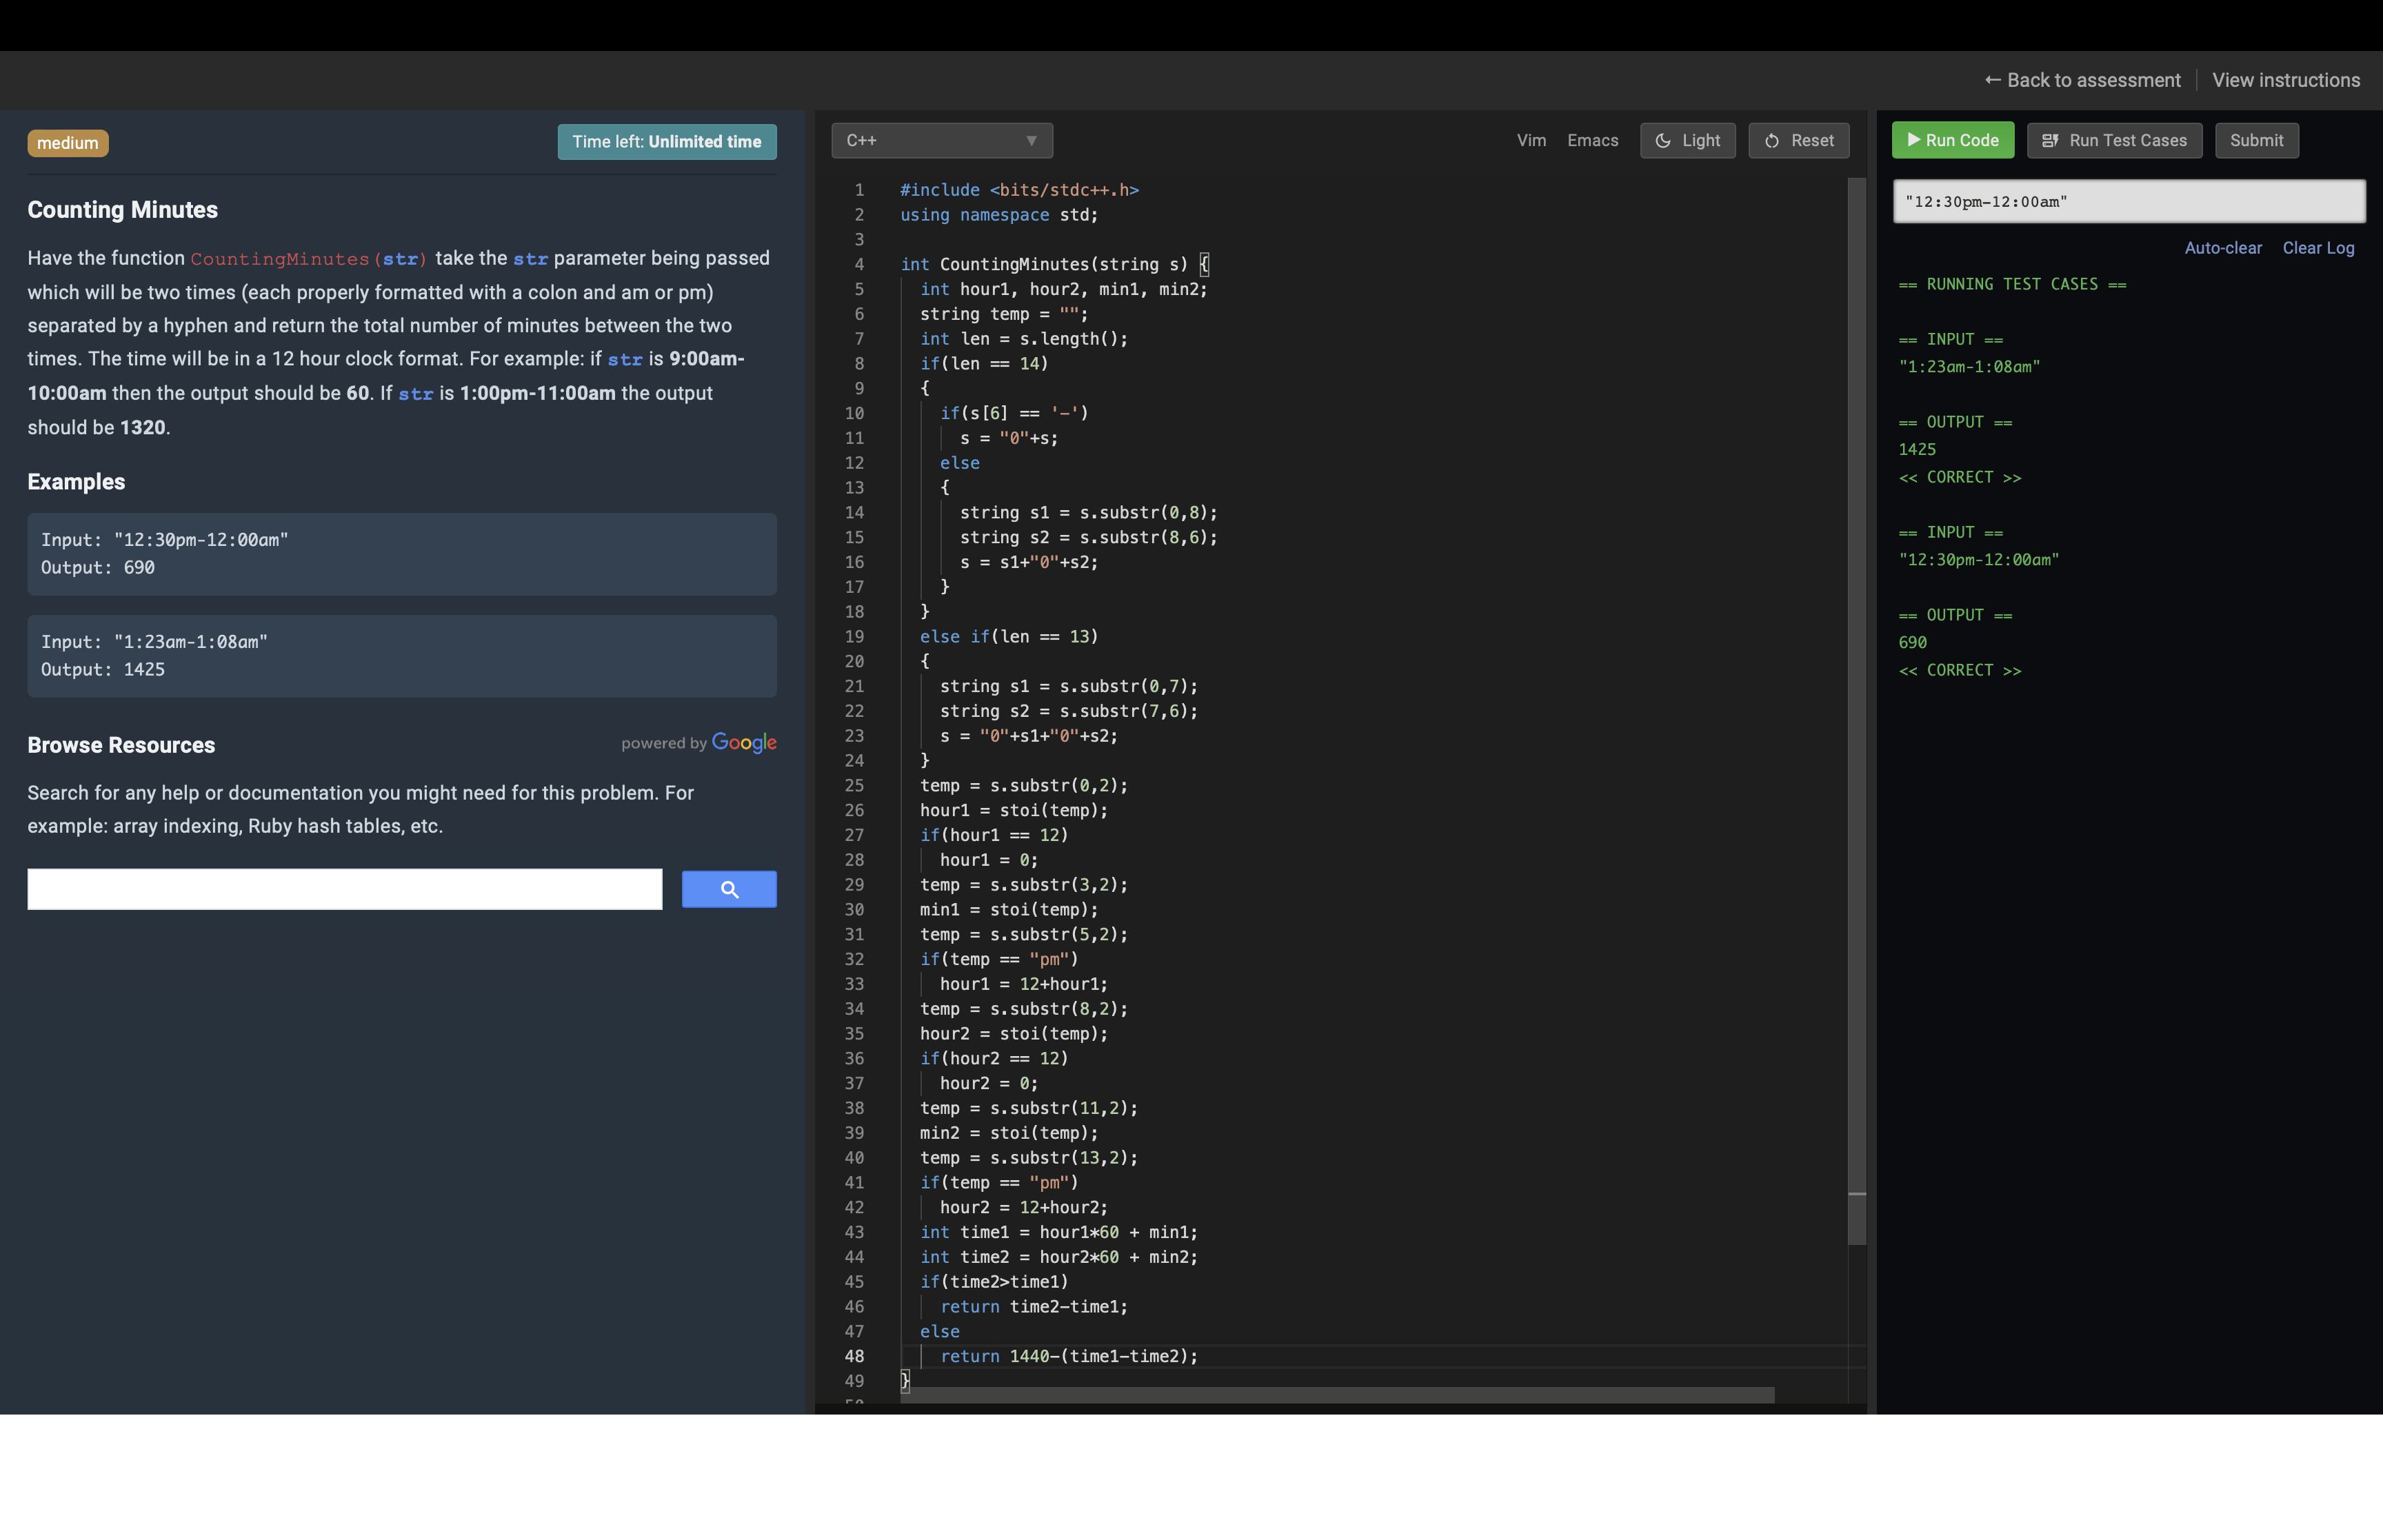 ← Back to assessment
View instructions
medium
Time left: Unlimited time
Counting Minutes
Have the function CountingMinutes(str) take the str parameter being passed
which will be two times (each properly formatted with a colon and am or pm)
separated by a hyphen and return the total number of minutes between the two
times. The time will be in a 12 hour clock format. For example: if str is 9:00am-
10:00am then the output should be 60. If str is 1:00pm-11:00am the output
should be 1320.
Examples
Input: "12:30pm-12:00am"
Output: 690
Input: "1:23am-1:08am"
Output: 1425
Browse Resources
powered by Google
Search for any help or documentation you might need for this problem. For
example: array indexing, Ruby hash tables, etc.
C++
Vim
Emacs
Light
Reset
1 #include <bits/stdc++.h>
2 using namespace std;
3
4 int CountingMinutes(string s) {
5 int hour1, hour2, min1, min2;
6 string temp = "";
7 int len = s.length();
8 if(len == 14)
9 {
10 if(s[6] == '-')
11 s = "0"+s;
12 else
13 {
14 string s1 = s.substr(0,8);
15 string s2 = s.substr(8,6);
16 s = s1+"0"+s2;
17 }
18 }
19 else if(len == 13)
20 {
21 string s1 = s.substr(0,7);
22 string s2 = s.substr(7,6);
23 s = "0"+s1+"0"+s2;
24 }
25 temp = s.substr(0,2);
26 hour1 = stoi(temp);
27 if(hour1 == 12)
28 hour1 = 0;
29 temp = s.substr(3,2);
30 min1 = stoi(temp);
31 temp = s.substr(5,2);
32 if(temp == "pm")
33 hour1 = 12+hour1;
34 temp = s.substr(8,2);
35 hour2 = stoi(temp);
36 if(hour2 == 12)
37 hour2 = 0;
38 temp = s.substr(11,2);
39 min2 = stoi(temp);
40 temp = s.substr(13,2);
41 if(temp == "pm")
42 hour2 = 12+hour2;
43 int time1 = hour1*60 + min1;
44 int time2 = hour2*60 + min2;
45 if(time2>time1)
46 return time2-time1;
47 else
48 return 1440-(time1-time2);
49 }
Run Code
Run Test Cases
Submit
"12:30pm-12:00am"
Auto-clear
Clear Log
== RUNNING TEST CASES ==
== INPUT ==
"1:23am-1:08am"
== OUTPUT ==
1425
<< CORRECT >>
== INPUT ==
"12:30pm-12:00am"
== OUTPUT ==
690
<< CORRECT >>